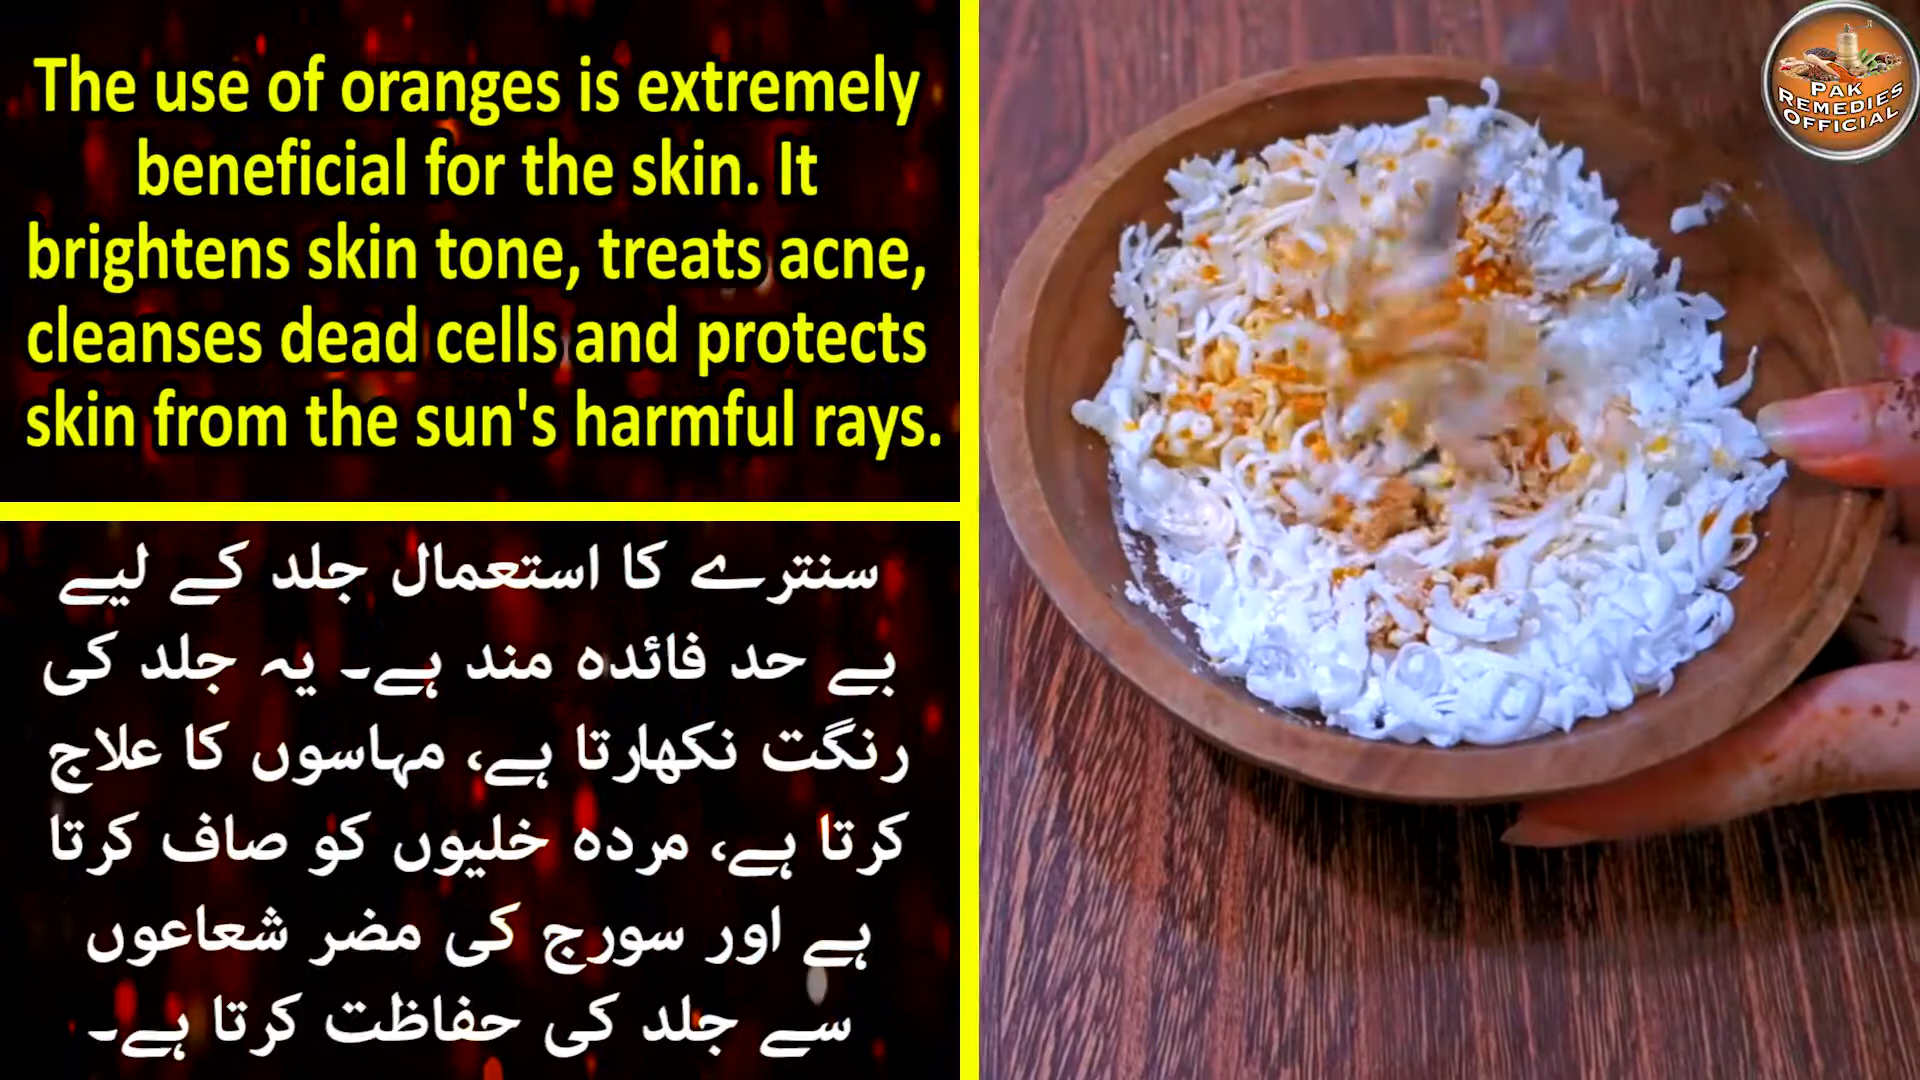 The use of oranges is extremely
beneficial for the skin. It
brightens skin tone, treats acne,
cleanses dead cells and protects
skin from the sun's harmful rays.
سنترے کا استعمال جلد کے لیے
بے حد فائدہ مند ہے۔ یہ جلد کی
رنگت نکھارتا ہے، مہاسوں کا علاج
کرتا ہے، مردہ خلیوں کو صاف کرتا
ہے اور سورج کی مضر شعاعوں
سے جلد کی حفاظت کرتا ہے۔
PAK
REMEDIES
OFFICIAL